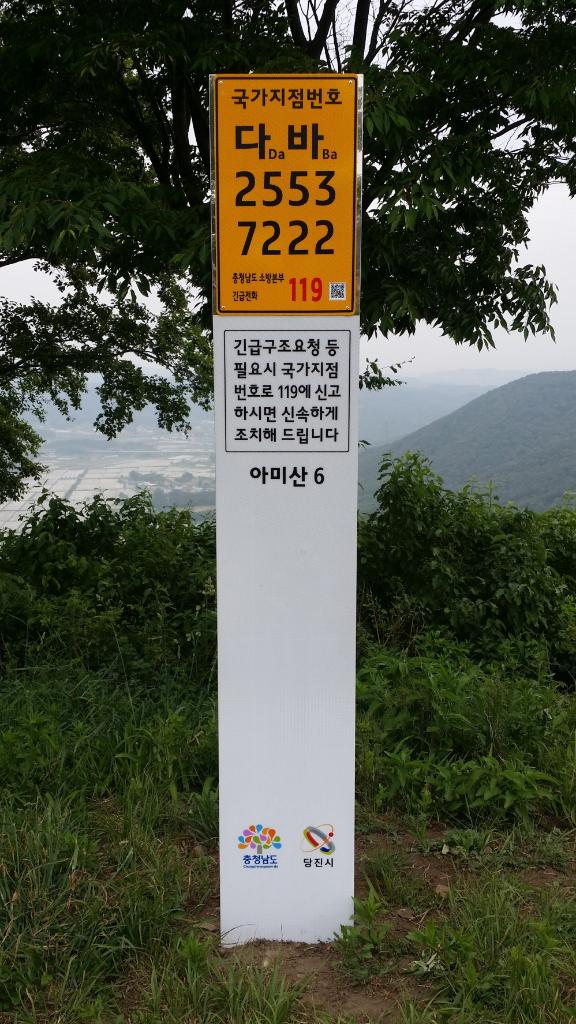 국가지점번호
다Da 바Ba
2553
7222
충청남도 소방본부
긴급전화 119
긴급구조요청 등
필요시 국가지점
번호로 119에 신고
하시면 신속하게
조치해 드립니다
아미산 6
충청남도 당진시